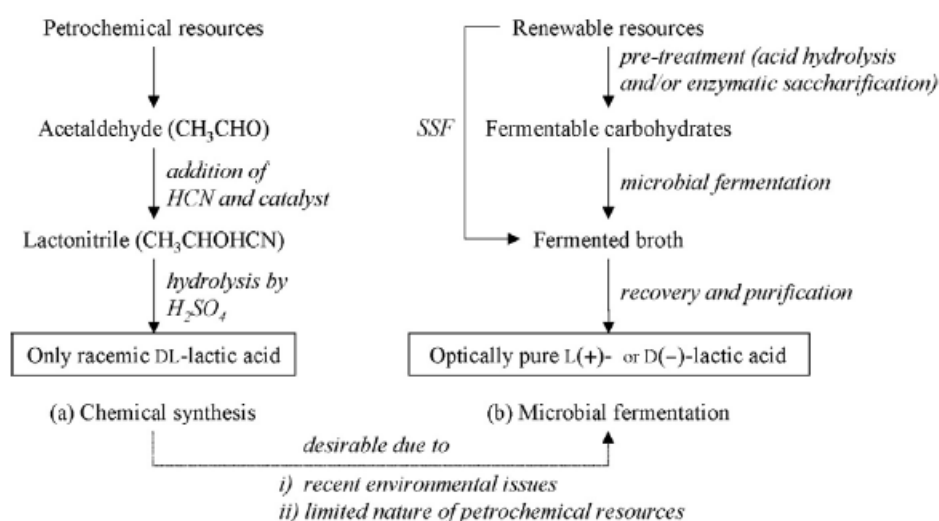 Petrochemical resources
Acetaldehyde (CH₃CHO)
addition of
HCN and catalyst
Lactonitrile (CH₃CHOHCN)
hydrolysis by
H₂SO₄
Only racemic DL-lactic acid
(a) Chemical synthesis
Renewable resources
pre-treatment (acid hydrolysis
and/or enzymatic saccharification)
SSF
Fermentable carbohydrates
microbial fermentation
Fermented broth
recovery and purification
Optically pure L(+)- or D(−)-lactic acid
(b) Microbial fermentation
desirable due to
i) recent environmental issues
ii) limited nature of petrochemical resources